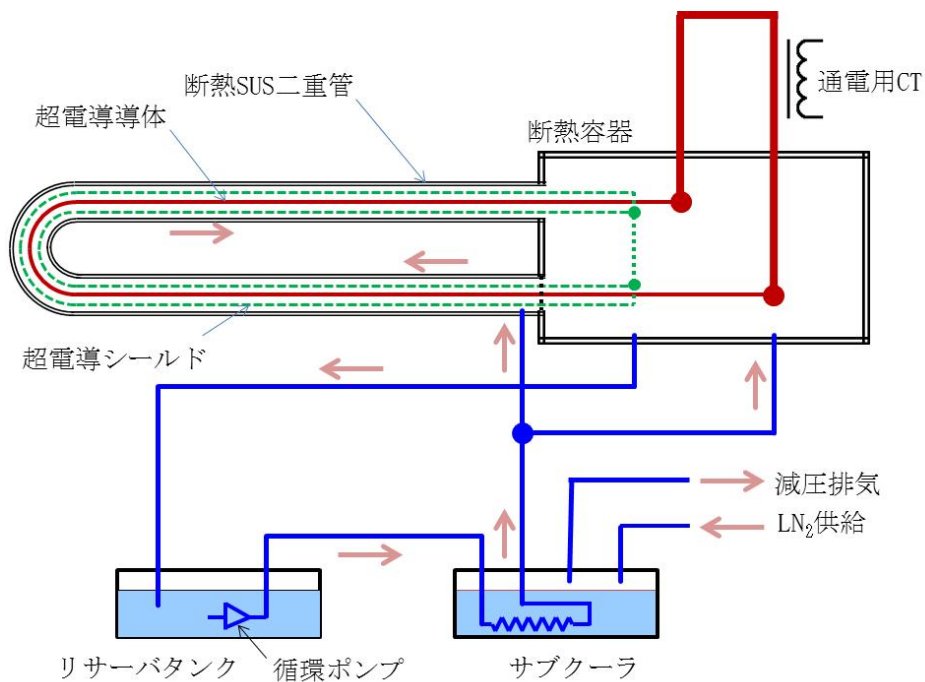 断熱SUS二重管
超電導導体
通電用CT
断熱容器
超電導シールド
減圧排気
LN₂供給
リサーバタンク
循環ポンプ
サブクーラ